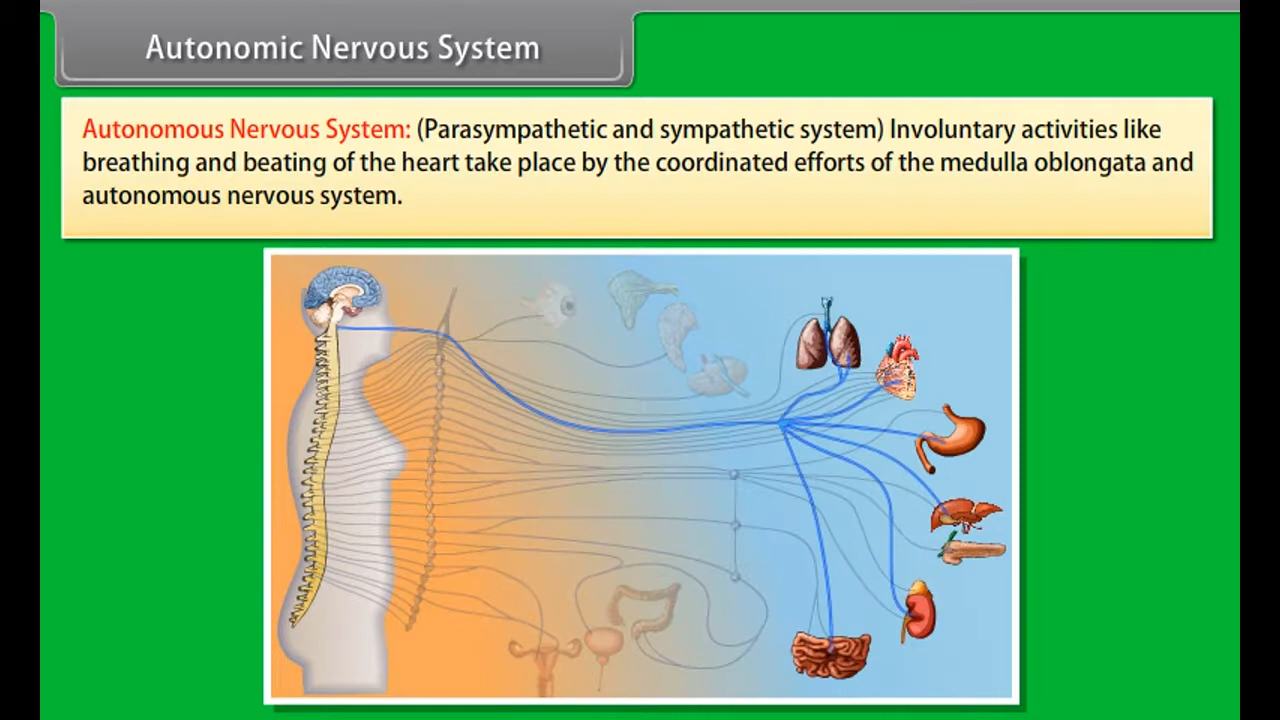 Autonomic Nervous System
Autonomous Nervous System: (Parasympathetic and sympathetic system) Involuntary activities like
breathing and beating of the heart take place by the coordinated efforts of the medulla oblongata and
autonomous nervous system.